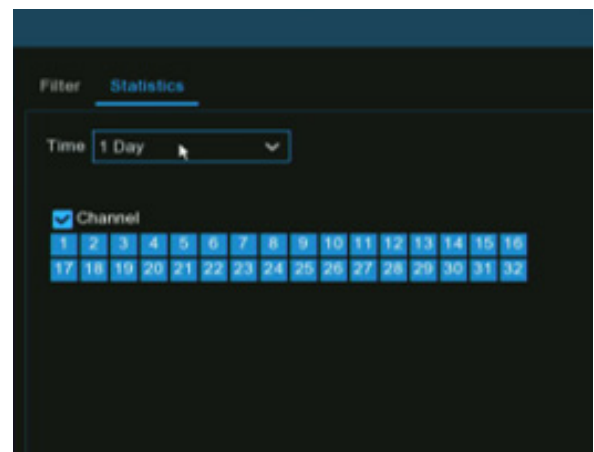 Filter Statistics
Time 1 Day
Channel
1 2 3 4 5 6 7 8 9 10 11 12 13 14 15 16
17 18 19 20 21 22 23 24 25 26 27 28 29 30 31 32